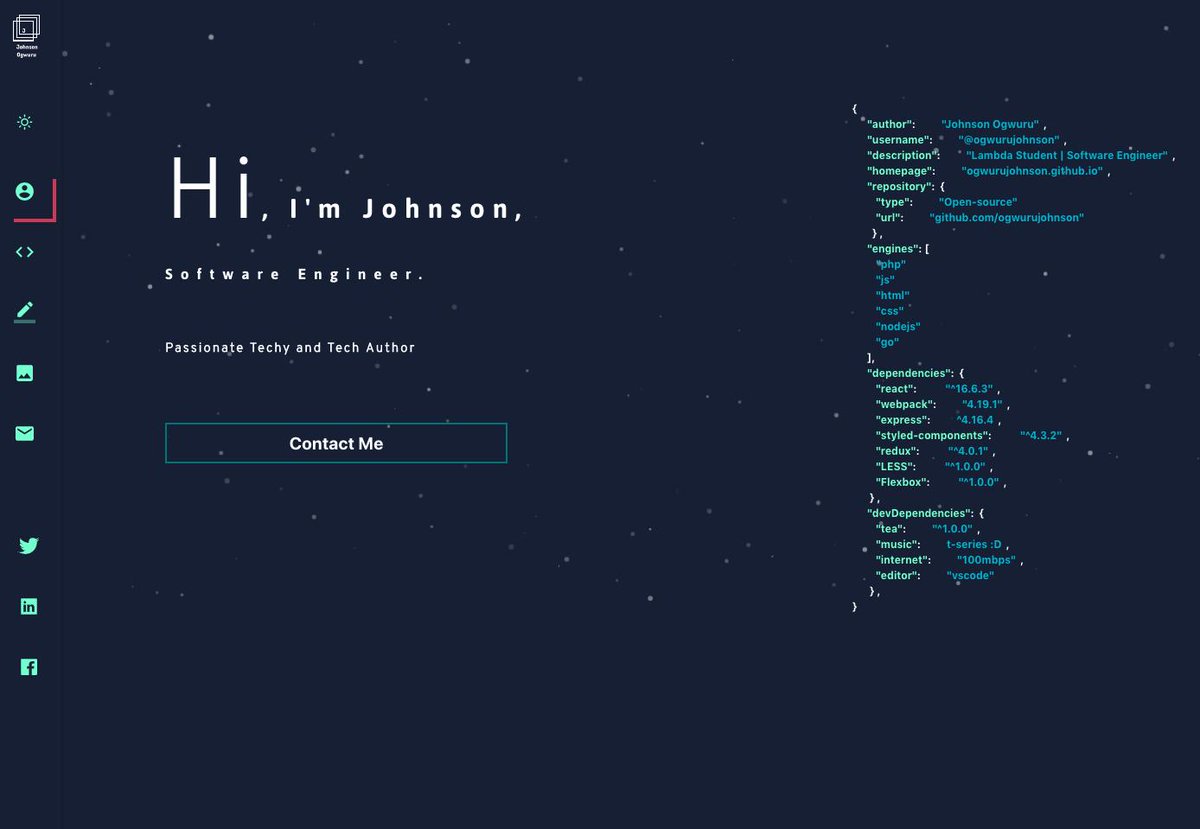 J
Johnson
Ogwuru
Hi, I'm Johnson,
Software Engineer.
Passionate Techy and Tech Author
Contact Me
{
"author": "Johnson Ogwuru" ,
"username": "@ogwurujohnson" ,
"description": "Lambda Student | Software Engineer" ,
"homepage": "ogwurujohnson.github.io" ,
"repository": {
"type": "Open-source"
"url": "github.com/ogwurujohnson"
},
"engines": [
"php"
"js"
"html"
"css"
"nodejs"
"go"
],
"dependencies": {
"react": "^16.6.3" ,
"webpack": "4.19.1" ,
"express": ^4.16.4 ,
"styled-components": "^4.3.2" ,
"redux": "^4.0.1" ,
"LESS": "^1.0.0" ,
"Flexbox": "^1.0.0" ,
},
"devDependencies": {
"tea": "^1.0.0" ,
"music": t-series :D ,
"internet": "100mbps" ,
"editor": "vscode"
},
}